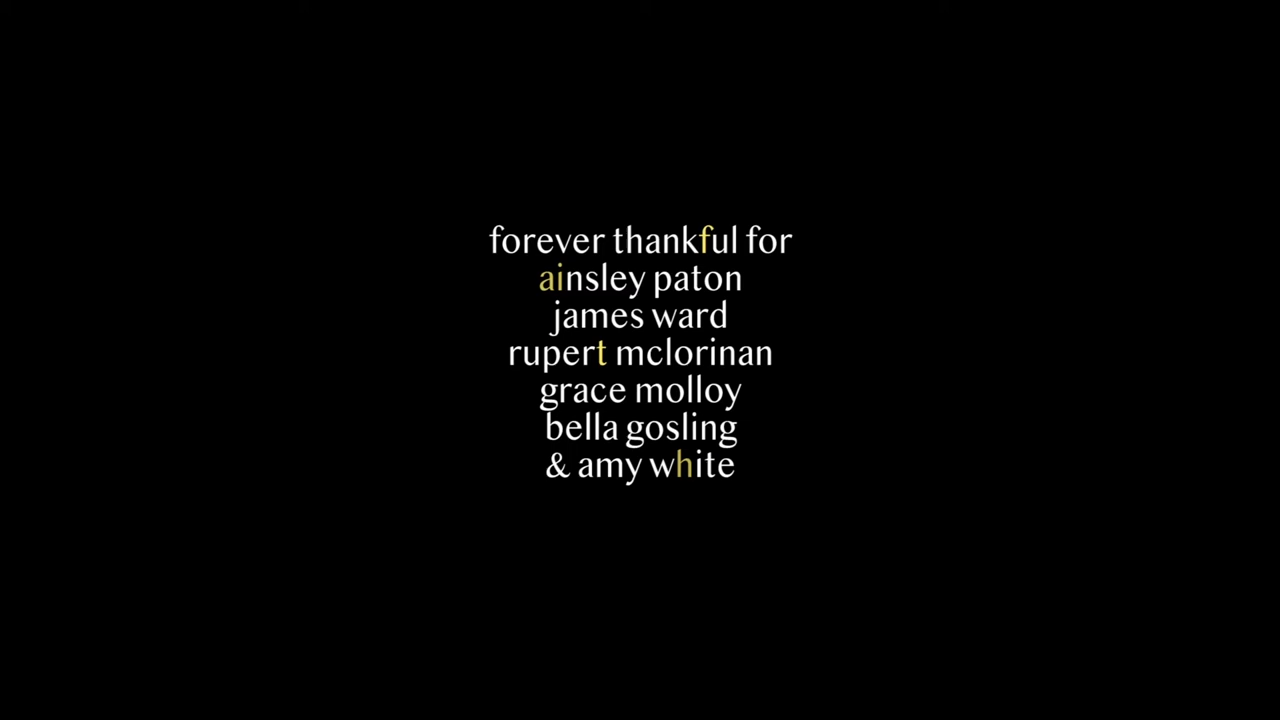 forever thankful for
ainsley paton
james ward
rupert mclorinan
grace molloy
bella gosling
& amy white